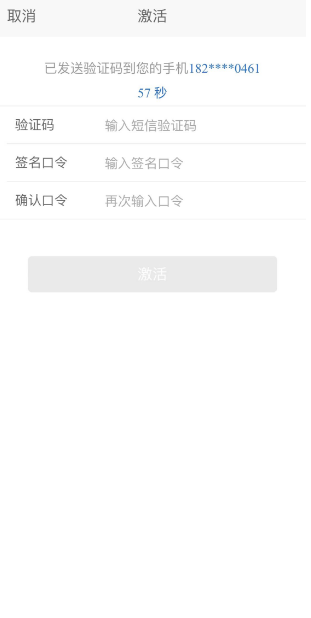 取消 激活
已发送验证码到您的手机182****0461
57 秒
验证码 输入短信验证码
签名口令 输入签名口令
确认口令 再次输入口令
激活